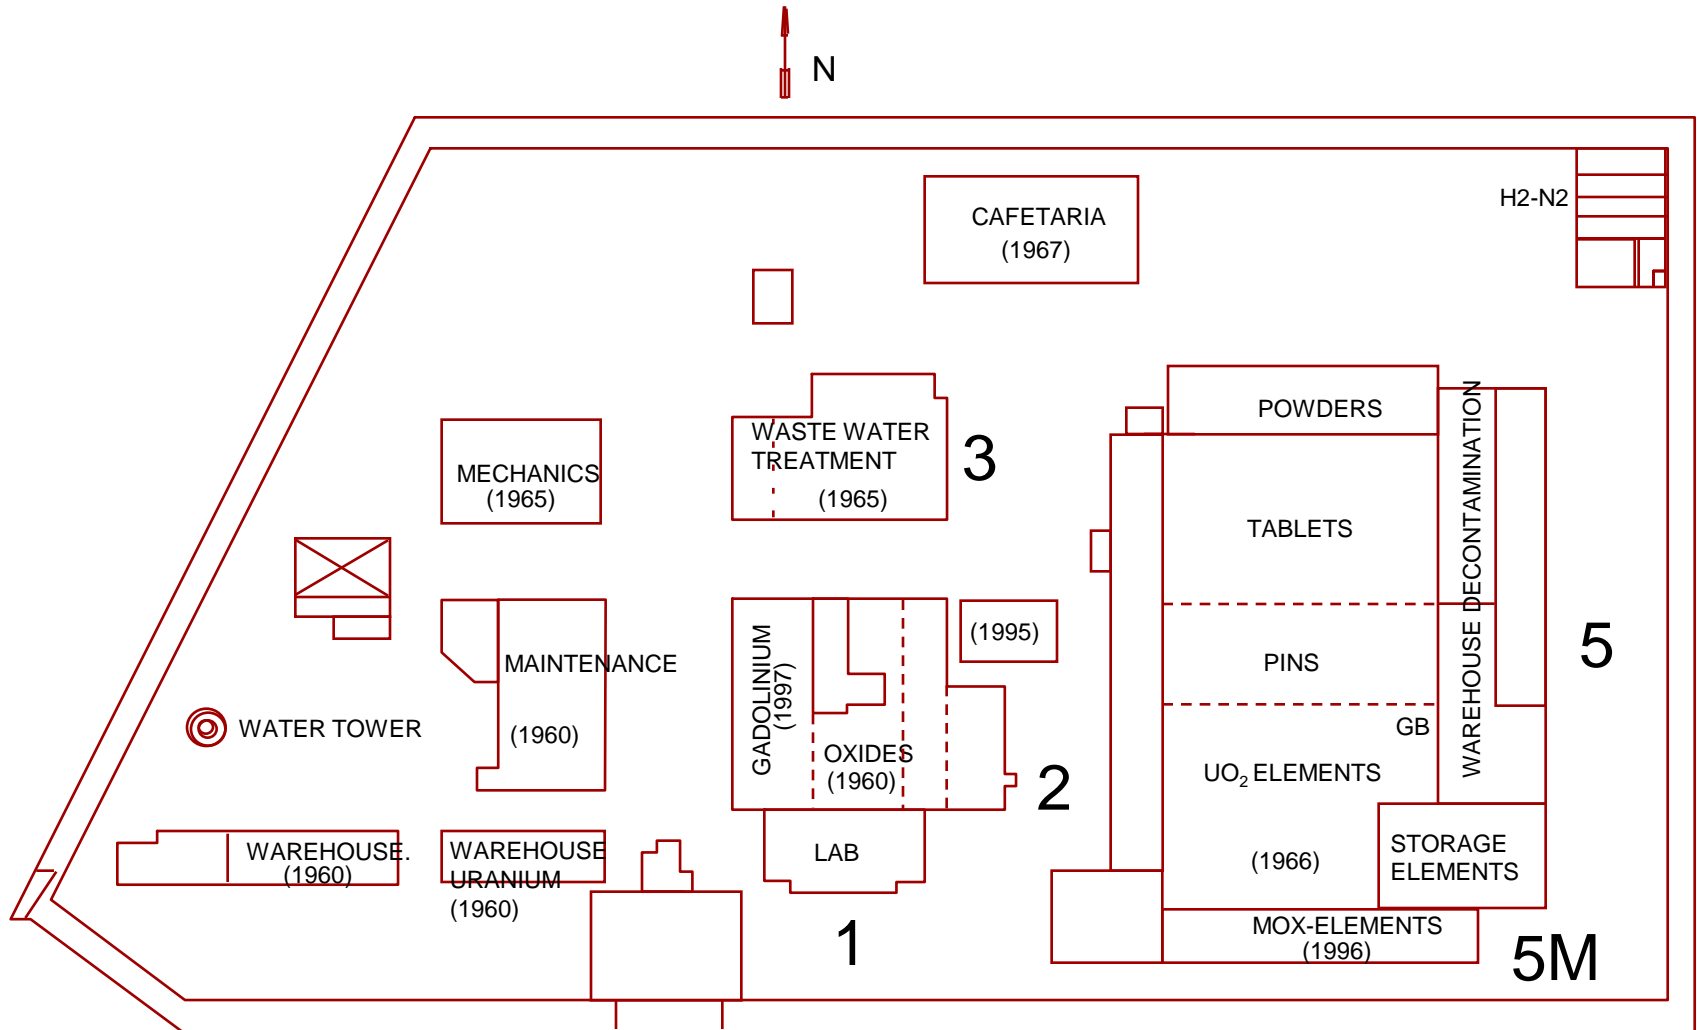 N
H2-N2
CAFETARIA
(1967)
POWDERS
WASTE WATER
TREATMENT
(1965)
3
MECHANICS
(1965)
TABLETS
WAREHOUSE DECONTAMINATION
5
(1995)
GADOLINIUM
(1997)
MAINTENANCE
(1960)
PINS
GB
WATER TOWER
OXIDES
(1960)
2
UO₂ ELEMENTS
(1966)
WAREHOUSE.
(1960)
WAREHOUSE
URANIUM
(1960)
LAB
STORAGE
ELEMENTS
1
MOX-ELEMENTS
(1996)
5M